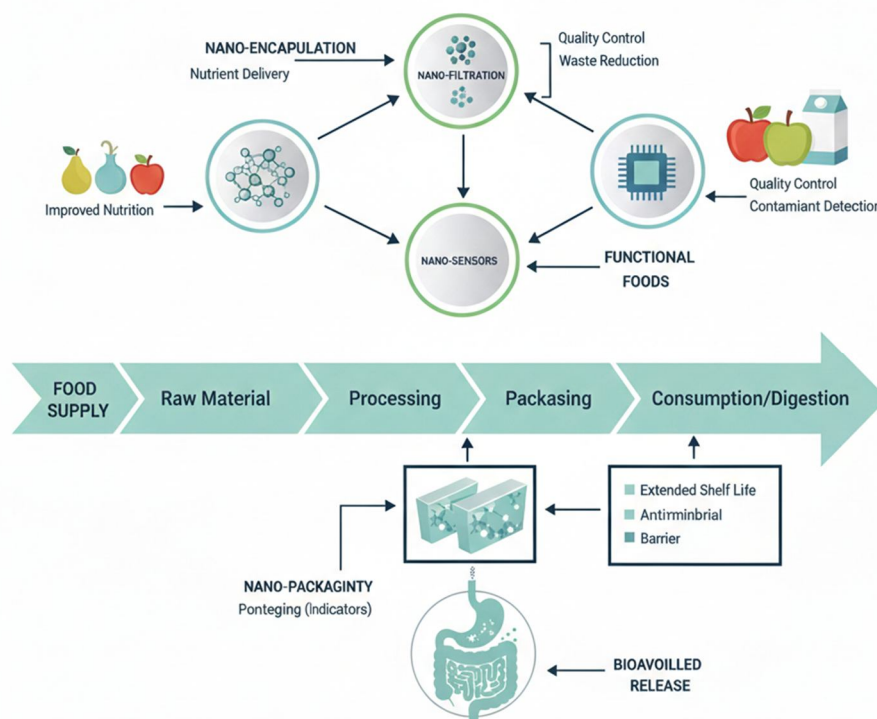 NANO-ENCAPULATION
Nutrient Delivery
NANO-FILTRATION
Quality Control
Waste Reduction
Improved Nutrition
Quality Control
Contamiant Detection
NANO-SENSORS
FUNCTIONAL
FOODS
FOOD
SUPPLY
Raw Material
Processing
Packasing
Consumption/Digestion
Extended Shelf Life
Antirminbrial
Barrier
NANO-PACKAGINTY
Ponteging (Indicators)
BIOAVOILLED
RELEASE